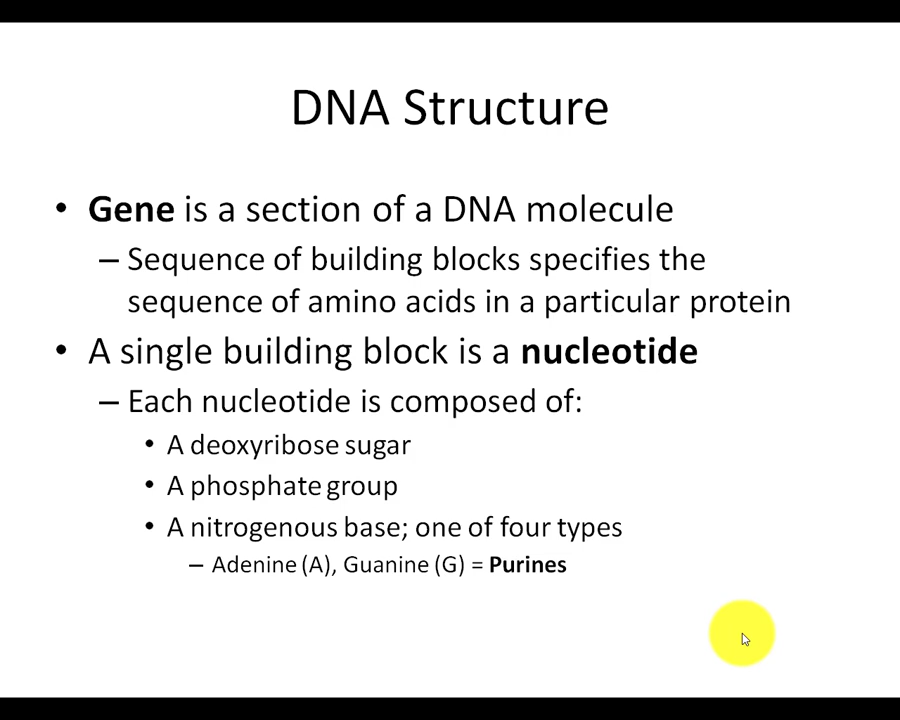 DNA Structure
• Gene is a section of a DNA molecule
– Sequence of building blocks specifies the
sequence of amino acids in a particular protein
• A single building block is a nucleotide
– Each nucleotide is composed of:
• A deoxyribose sugar
• A phosphate group
• A nitrogenous base; one of four types
– Adenine (A), Guanine (G) = Purines